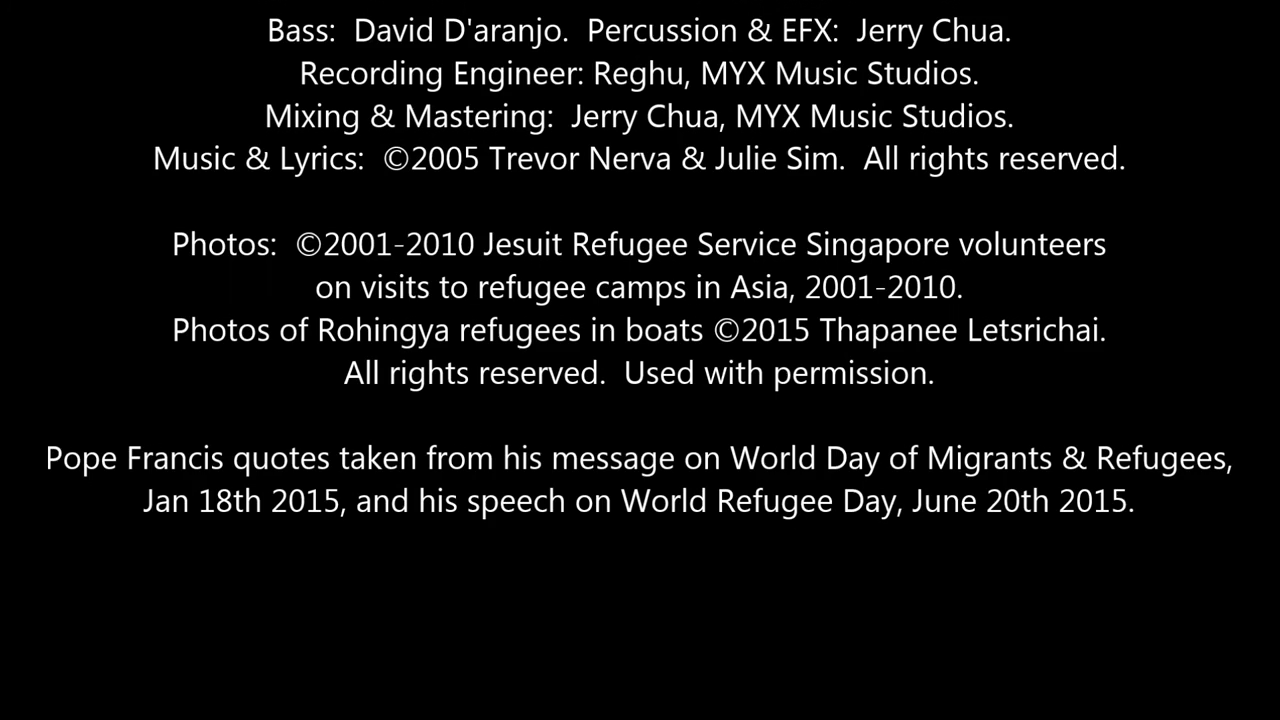 Bass:  David D'aranjo.  Percussion & EFX:  Jerry Chua.
Recording Engineer: Reghu, MYX Music Studios.
Mixing & Mastering:  Jerry Chua, MYX Music Studios.
Music & Lyrics:  ©2005 Trevor Nerva & Julie Sim.  All rights reserved.
Photos:  ©2001-2010 Jesuit Refugee Service Singapore volunteers
on visits to refugee camps in Asia, 2001-2010.
Photos of Rohingya refugees in boats ©2015 Thapanee Letsrichai.
All rights reserved.  Used with permission.
Pope Francis quotes taken from his message on World Day of Migrants & Refugees,
Jan 18th 2015, and his speech on World Refugee Day, June 20th 2015.